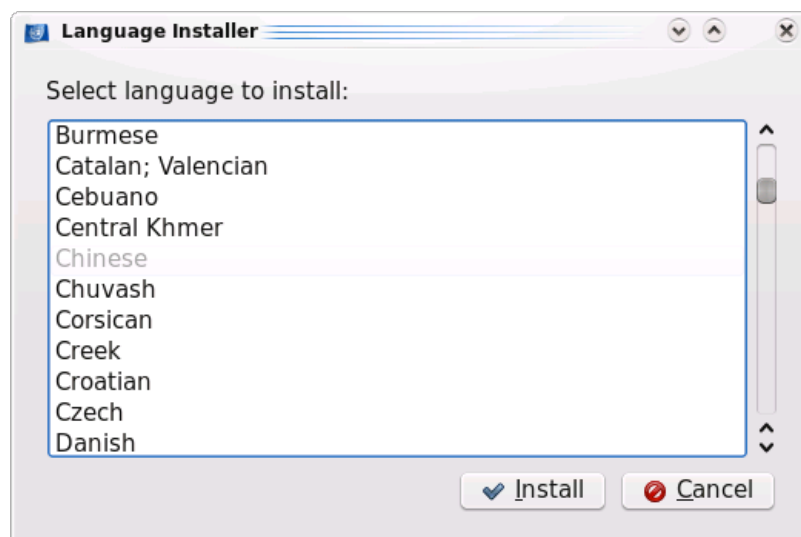 Language Installer
Select language to install:
Burmese
Catalan; Valencian
Cebuano
Central Khmer
Chinese
Chuvash
Corsican
Creek
Croatian
Czech
Danish
Install Cancel